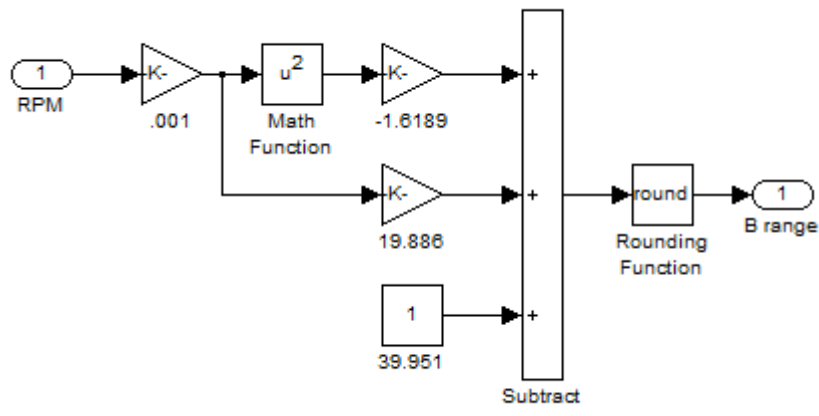 1
RPM
K-
.001
u2
Math
Function
K-
-1.6189
K-
19.886
1
39.951
+
+
+
Subtract
round
Rounding
Function
1
B range